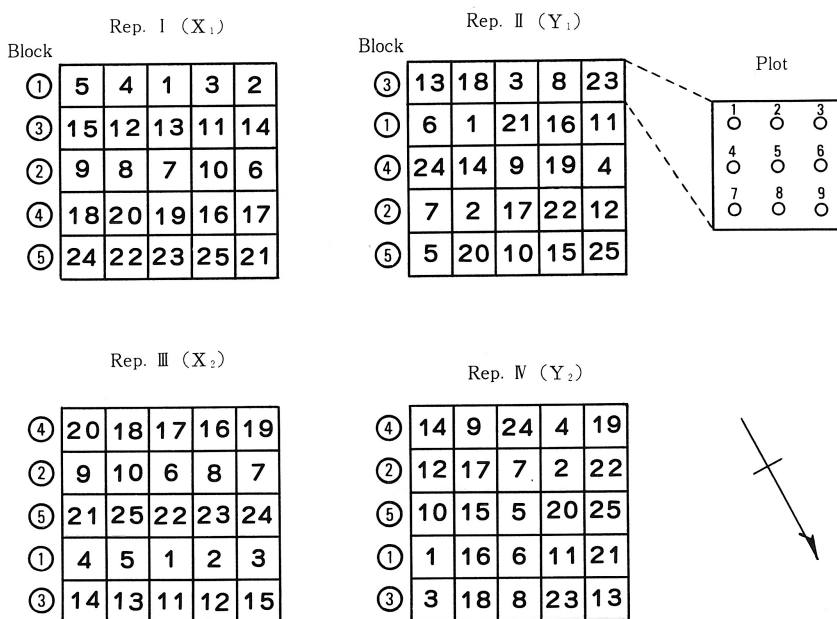 Rep. Ⅰ (X₁)
Block
① 5 4 1 3 2
③ 15 12 13 11 14
② 9 8 7 10 6
④ 18 20 19 16 17
⑤ 24 22 23 25 21
Rep. Ⅱ (Y₁)
Block
③ 13 18 3 8 23
① 6 1 21 16 11
④ 24 14 9 19 4
② 7 2 17 22 12
⑤ 5 20 10 15 25
Plot
1 2 3
4 5 6
7 8 9
Rep. Ⅲ (X₂)
④ 20 18 17 16 19
② 9 10 6 8 7
⑤ 21 25 22 23 24
① 4 5 1 2 3
③ 14 13 11 12 15
Rep. Ⅳ (Y₂)
④ 14 9 24 4 19
② 12 17 7 2 22
⑤ 10 15 5 20 25
① 1 16 6 11 21
③ 3 18 8 23 13